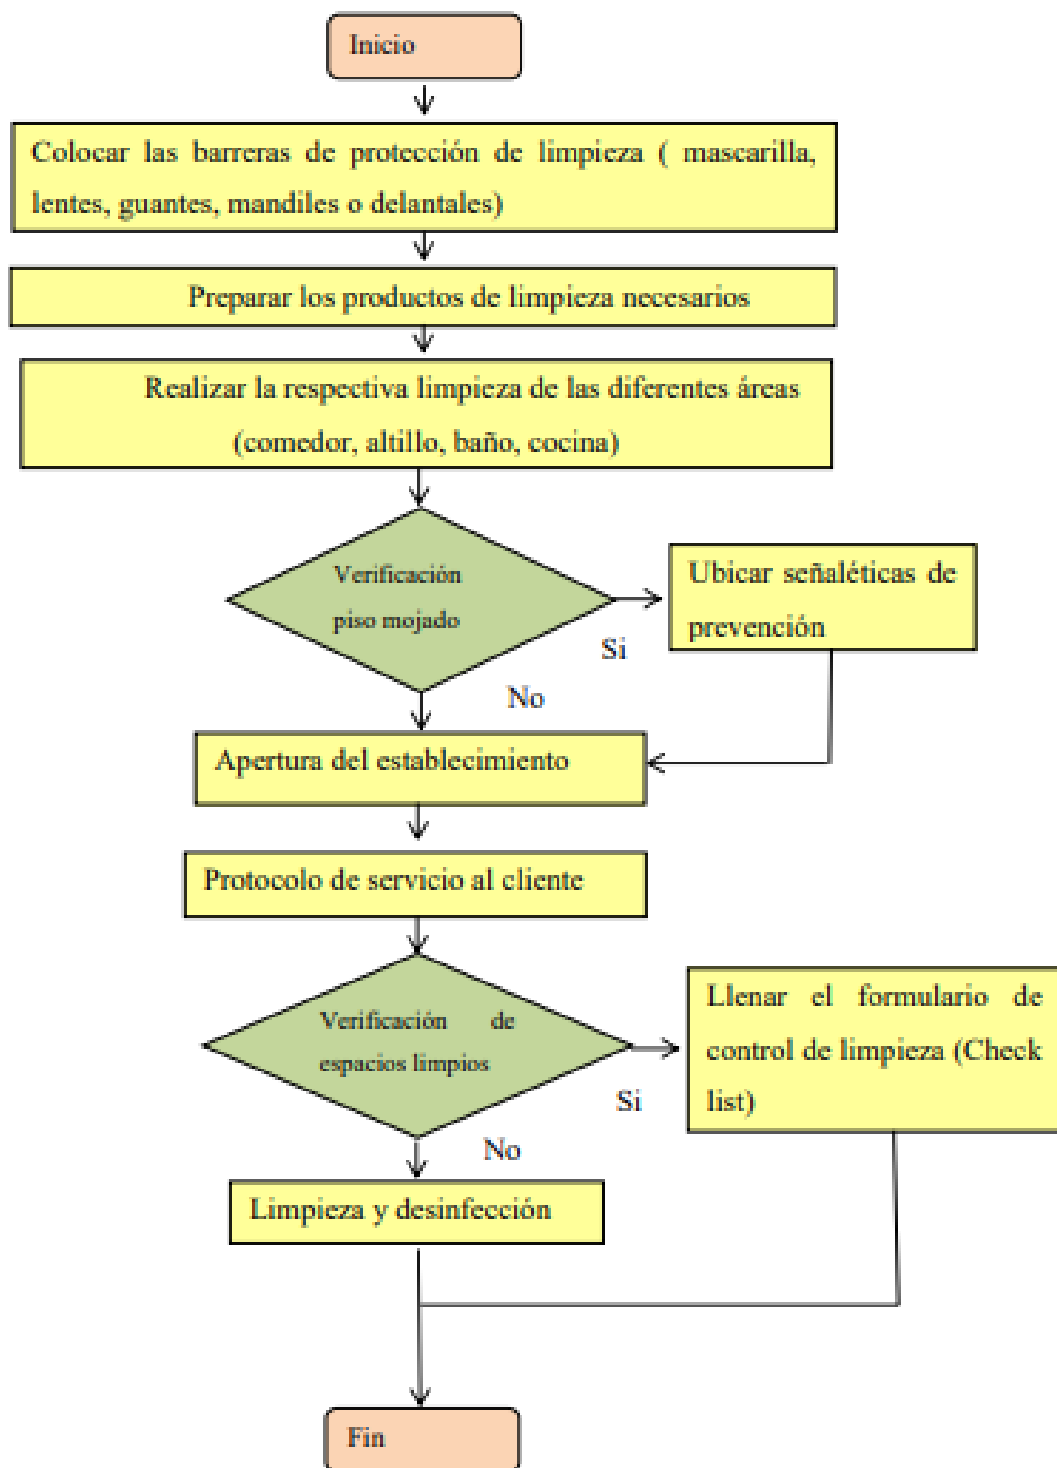 Inicio
Colocar las barreras de protección de limpieza ( mascarilla,
lentes, guantes, mandiles o delantales)
Preparar los productos de limpieza necesarios
Realizar la respectiva limpieza de las diferentes áreas
(comedor, altillo, baño, cocina)
Verificación
piso mojado
Ubicar señaléticas de
prevención
Si
No
Apertura del establecimiento
Protocolo de servicio al cliente
Verificación de
espacios limpios
Llenar el formulario de
control de limpieza (Check
list)
Si
No
Limpieza y desinfección
Fin